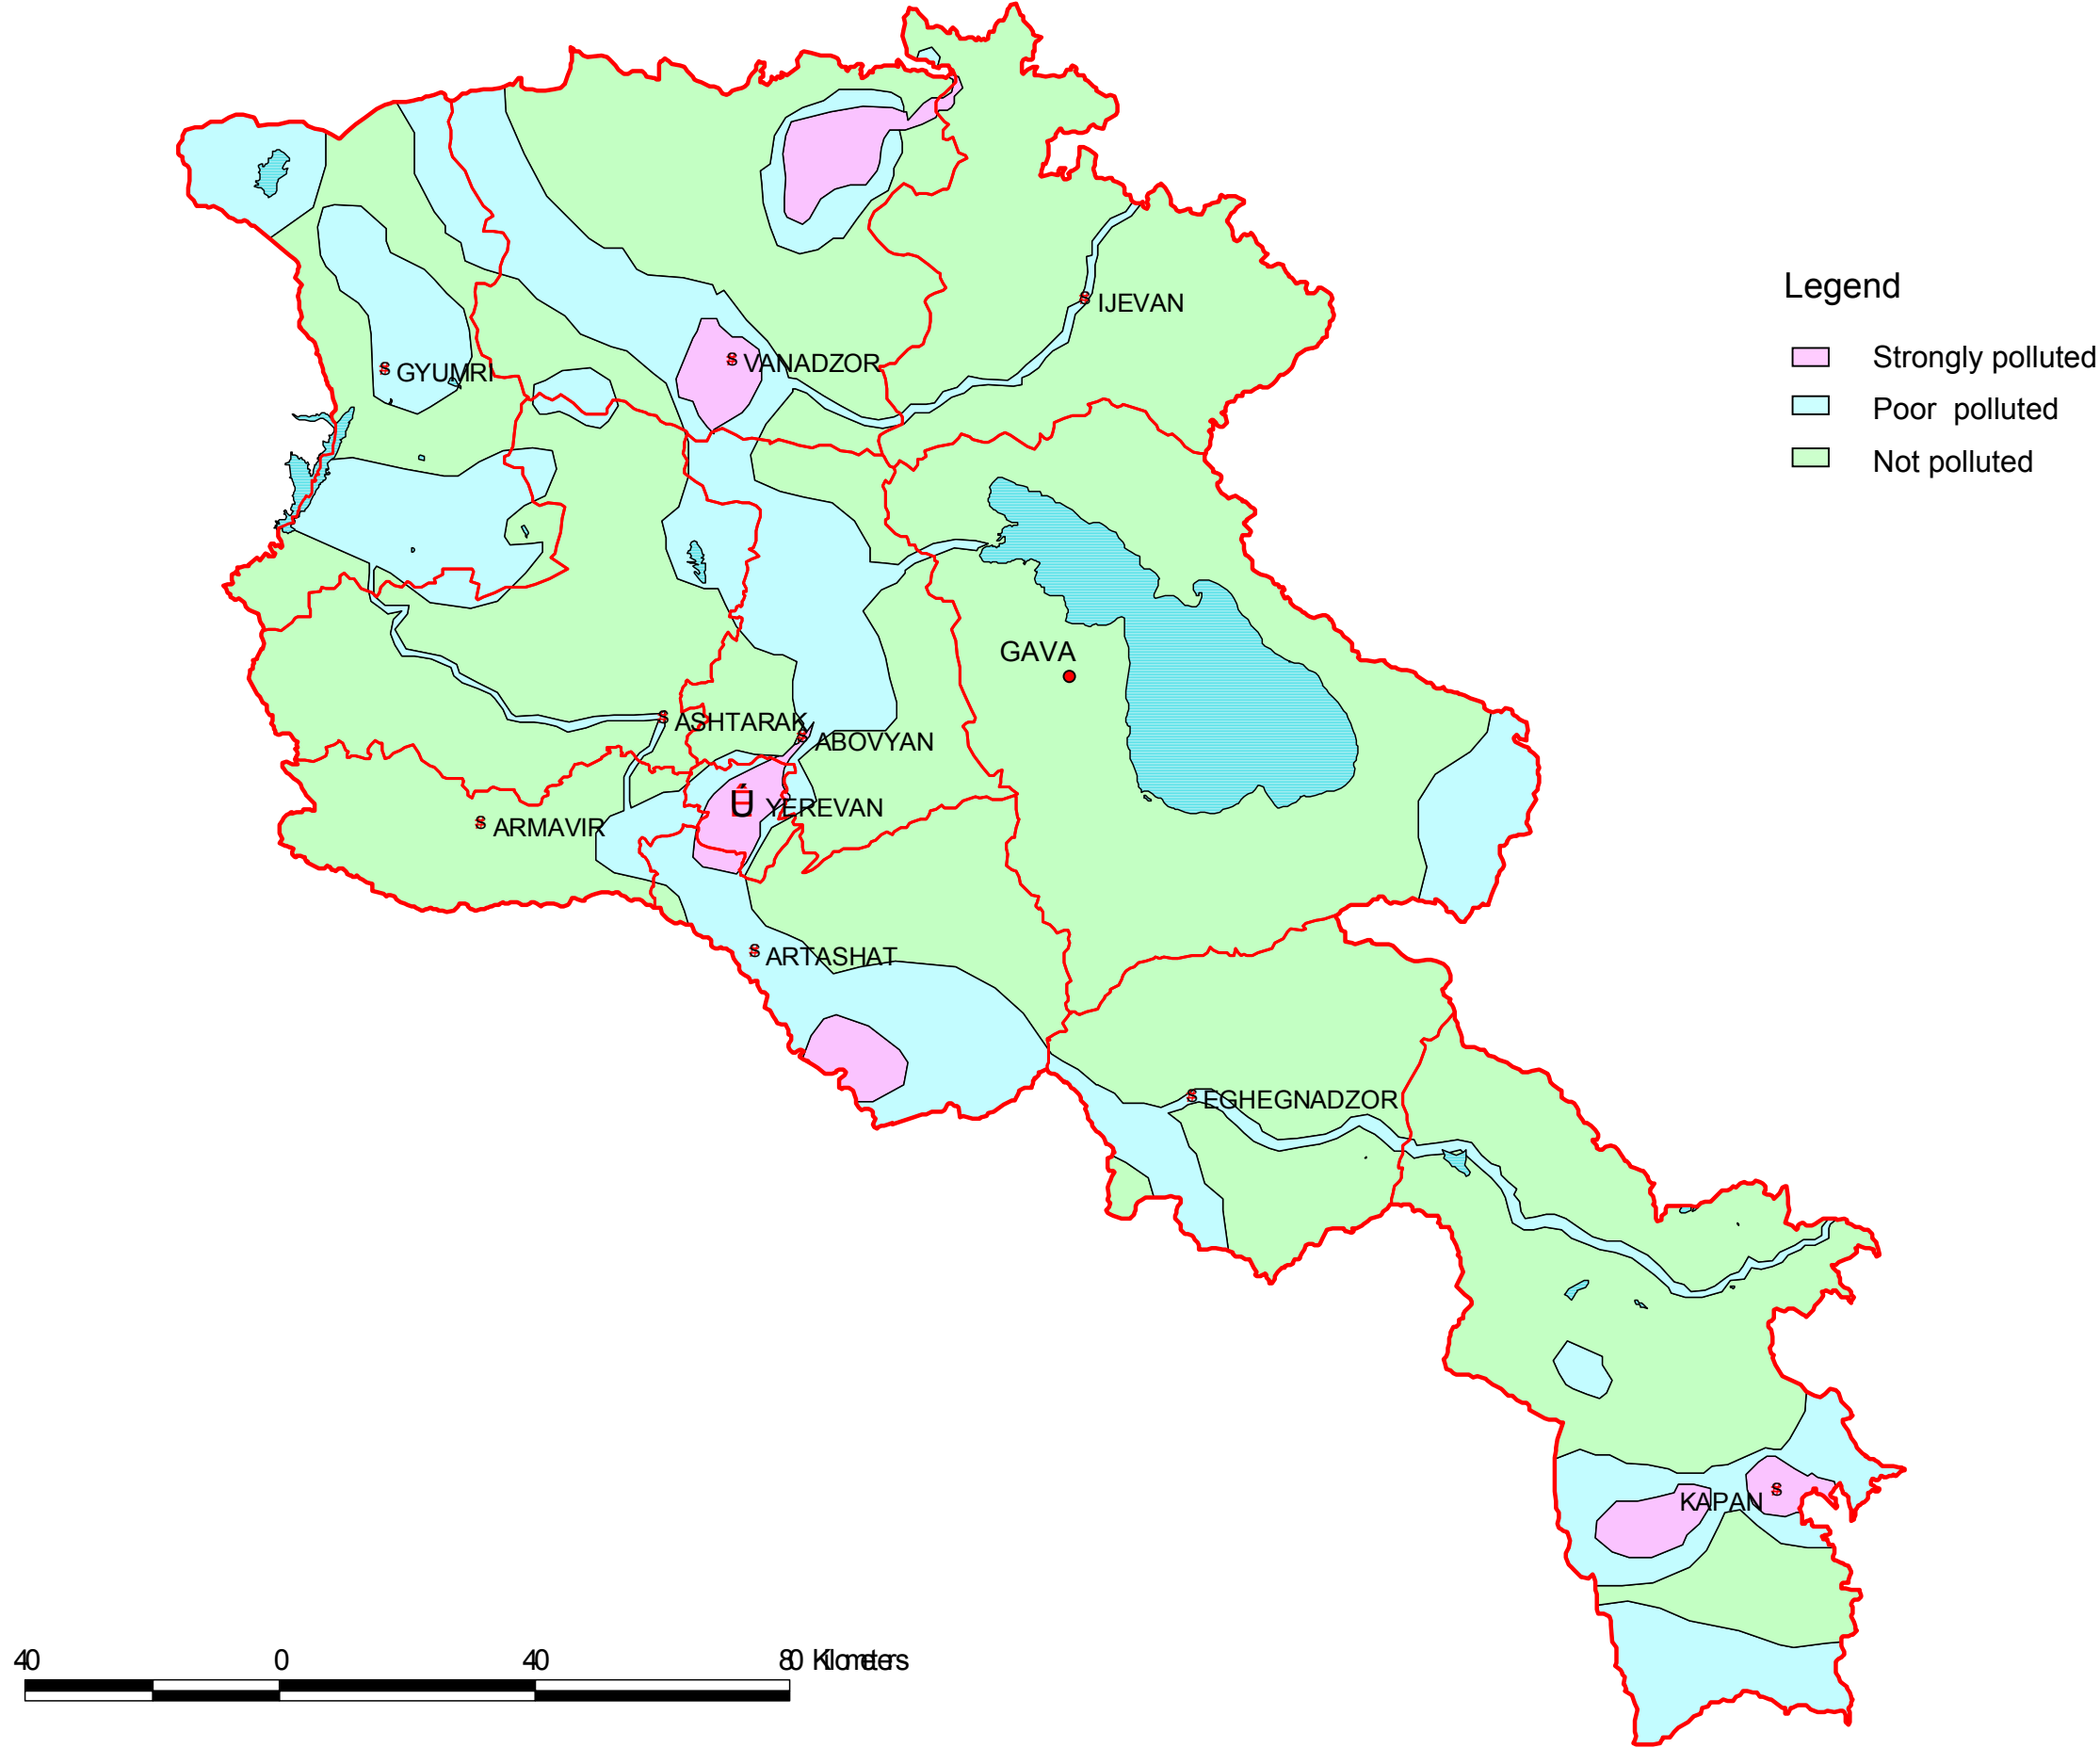 Legend
IJEVAN
Strongly polluted
VANADZOR
GYUMRI
Poor polluted
Not polluted
GAVA
ASHTARAK
ABOVYAN
Ú YEREVAN
ARMAVIR
ARTASHAT
EGHEGNADZOR
KAPAN
40 0 40 80 Kilometers